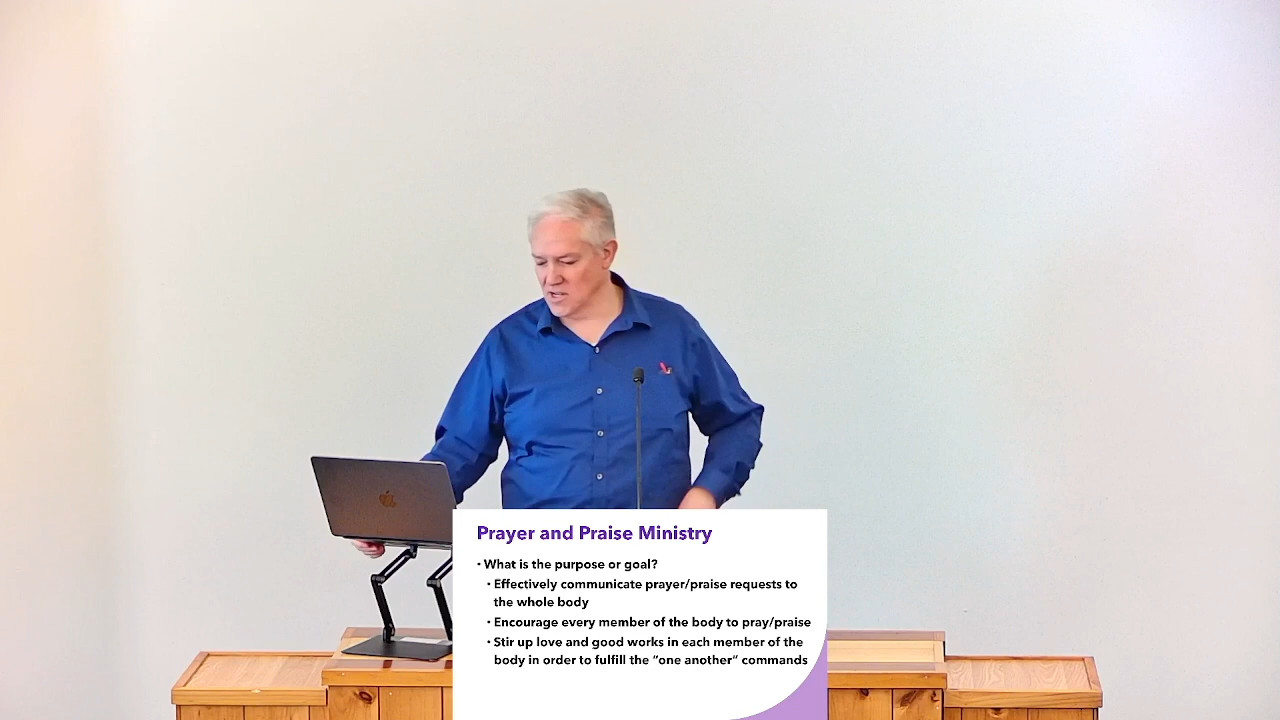 Prayer and Praise Ministry
• What is the purpose or goal?
• Effectively communicate prayer/praise requests to
the whole body
• Encourage every member of the body to pray/praise
• Stir up love and good works in each member of the
body in order to fulfill the “one another” commands